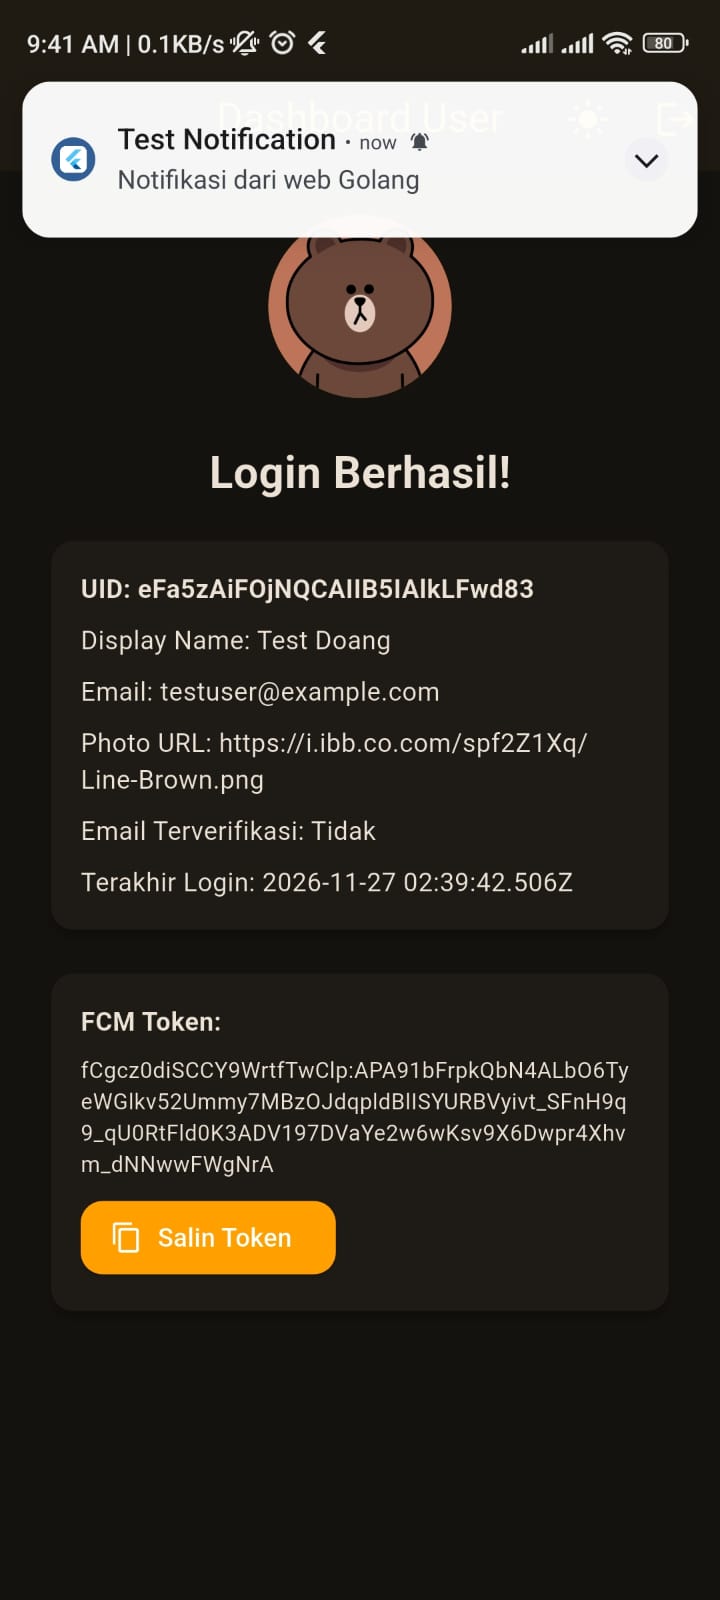 9:41 AM | 0.1KB/s
80
Dashboard User
Test Notification • now
Notifikasi dari web Golang
Login Berhasil!
UID: eFa5zAiFOjNQCAIIB5IAlkLFwd83
Display Name: Test Doang
Email: testuser@example.com
Photo URL: https://i.ibb.co.com/spf2Z1Xq/
Line-Brown.png
Email Terverifikasi: Tidak
Terakhir Login: 2026-11-27 02:39:42.506Z
FCM Token:
fCgcz0diSCCY9WrtfTwClp:APA91bFrpkQbN4ALbO6Ty
eWGlkv52Ummy7MBzOJdqpldBlISYURBVyivt_SFnH9q
9_qU0RtFld0K3ADV197DVaYe2w6wKsv9X6Dwpr4Xhv
m_dNNwwFWgNrA
Salin Token